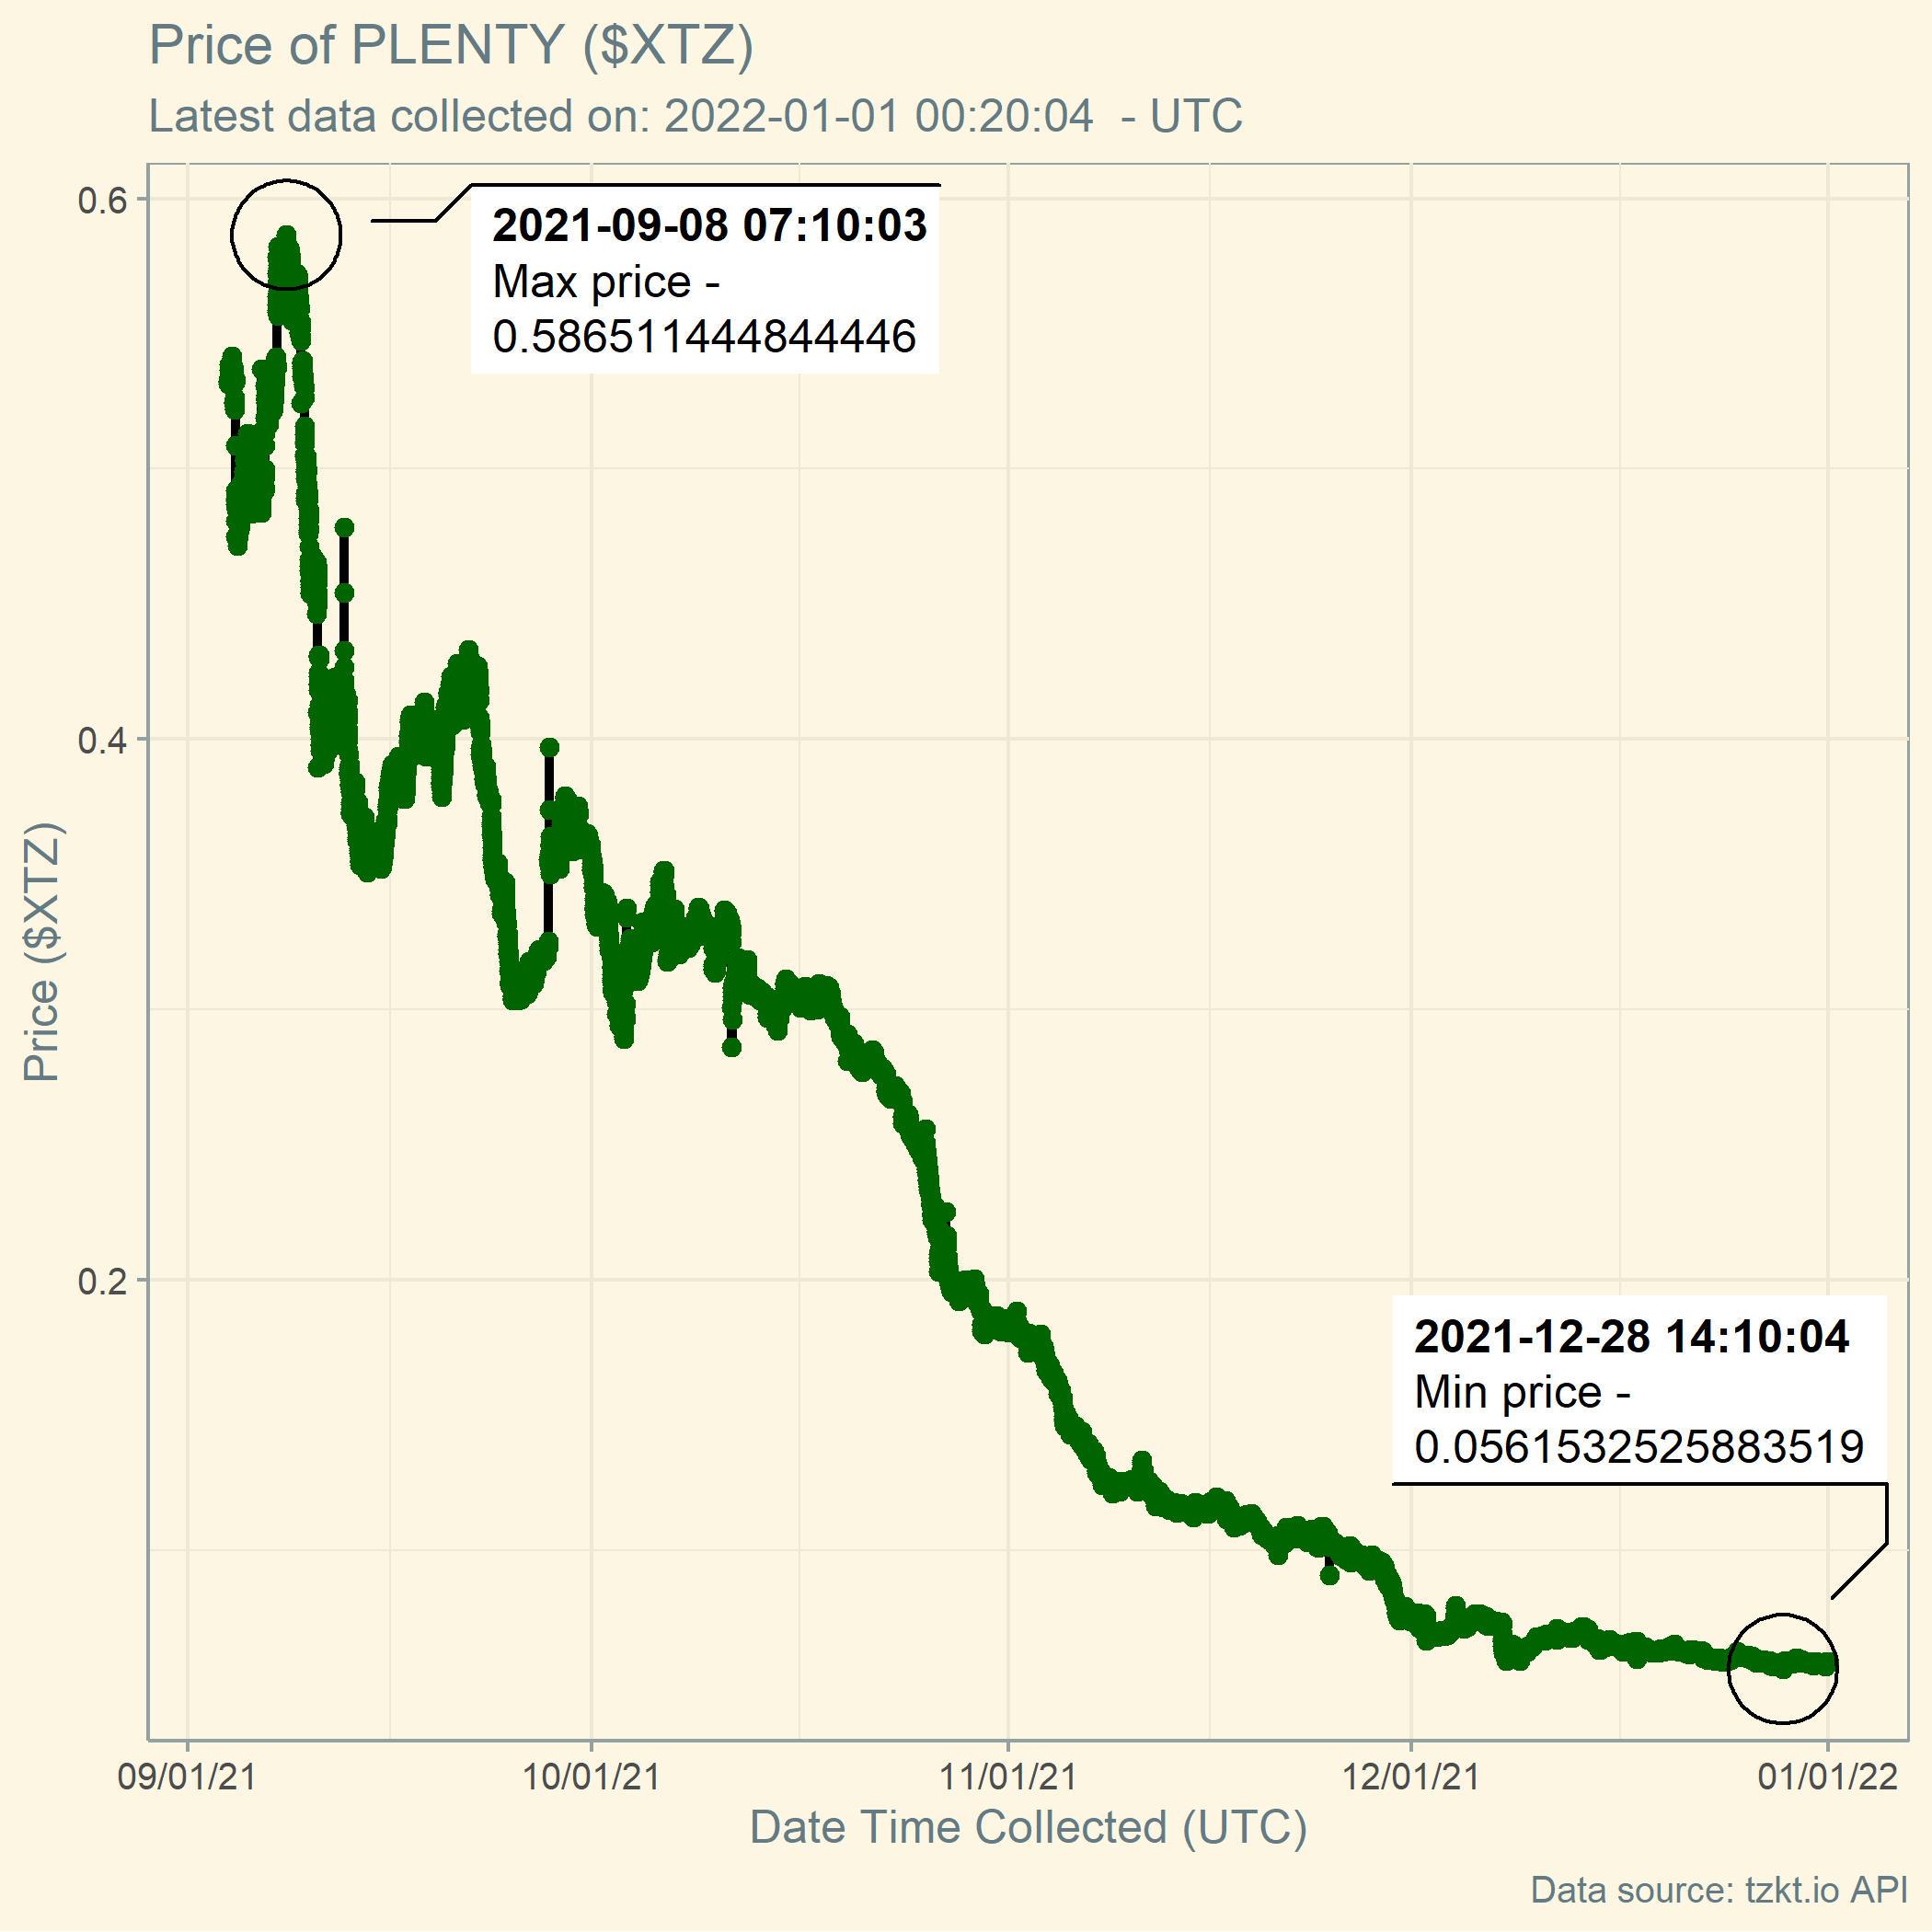 Price of PLENTY ($XTZ)
Latest data collected on: 2022-01-01 00:20:04  - UTC
0.6
0.4
0.2
Price ($XTZ)
2021-09-08 07:10:03
Max price -
0.5865111444844446
2021-12-28 14:10:04
Min price -
0.0561532525883519
09/01/21
10/01/21
11/01/21
12/01/21
01/01/22
Date Time Collected (UTC)
Data source: tzkt.io API